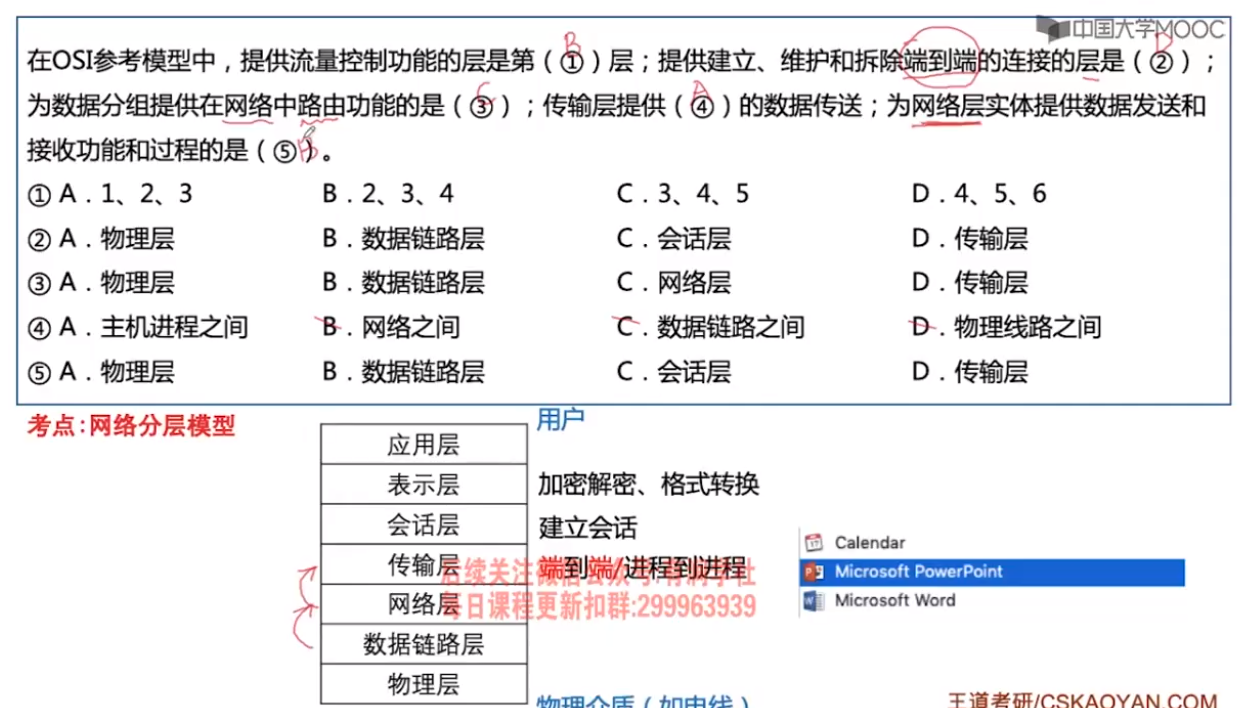 中国大学MOOC
在OSI参考模型中，提供流量控制功能的层是第（①）层；提供建立、维护和拆除端到端的连接的层是（②）；
B
D
为数据分组提供在网络中路由功能的是（③）；传输层提供（④）的数据传送；为网络层实体提供数据发送和
C
A
接收功能和过程的是（⑤）。
B
① A．1、2、3 B．2、3、4 C．3、4、5 D．4、5、6
② A．物理层 B．数据链路层 C．会话层 D．传输层
③ A．物理层 B．数据链路层 C．网络层 D．传输层
④ A．主机进程之间 B．网络之间 C．数据链路之间 D．物理线路之间
⑤ A．物理层 B．数据链路层 C．会话层 D．传输层
考点:网络分层模型
用户
应用层
表示层 加密解密、格式转换
会话层 建立会话
传输层 端到端/进程到进程
网络层
数据链路层
物理层
物理介质（如电线）
后续关注微信公众号:有润学社
每日课程更新扣群:299963939
Calendar
Microsoft PowerPoint
Microsoft Word
王道考研/CSKAOYAN.COM